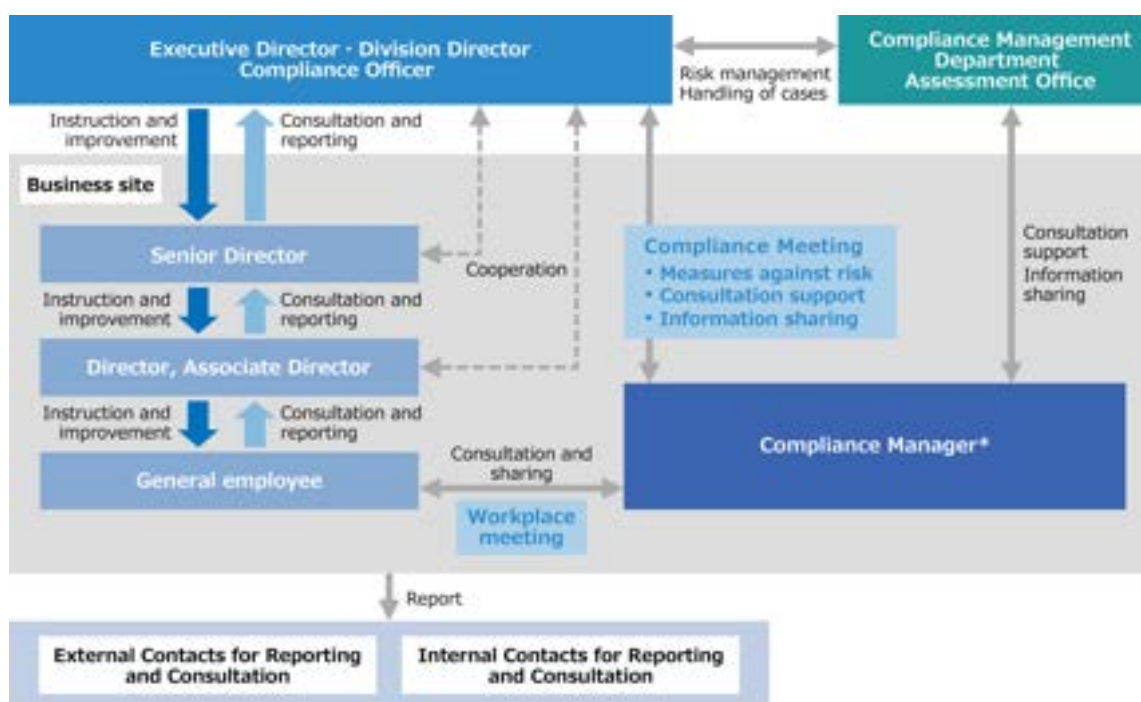 Executive Director · Division Director
Compliance Officer
Compliance Management
Department
Assessment Office
Risk management
Handling of cases
Instruction and
improvement
Consultation and
reporting
Business site
Senior Director
Cooperation
Compliance Meeting
• Measures against risk
• Consultation support
• Information sharing
Consultation
support
Information
sharing
Instruction and
improvement
Consultation and
reporting
Director, Associate Director
Instruction and
improvement
Consultation and
reporting
Compliance Manager*
General employee
Consultation and
sharing
Workplace
meeting
Report
External Contacts for Reporting
and Consultation
Internal Contacts for Reporting
and Consultation